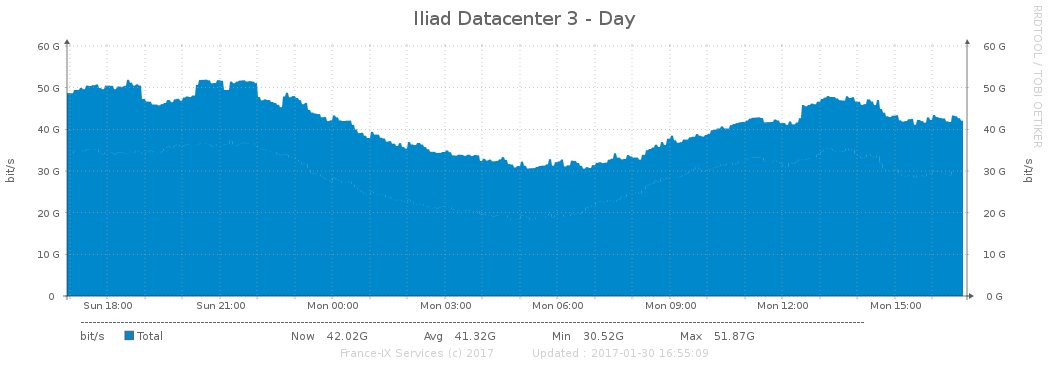 Iliad Datacenter 3 - Day
RRDTOOL / TOBI OETIKER
60 G 60 G
50 G 50 G
40 G 40 G
30 G 30 G
20 G 20 G
10 G 10 G
0 0 G
bit/s bit/s
Sun 18:00 Sun 21:00 Mon 00:00 Mon 03:00 Mon 06:00 Mon 09:00 Mon 12:00 Mon 15:00
bit/s Total Now 42.02G Avg 41.32G Min 30.52G Max 51.87G
France-IX Services (c) 2017 Updated : 2017-01-30 16:55:09